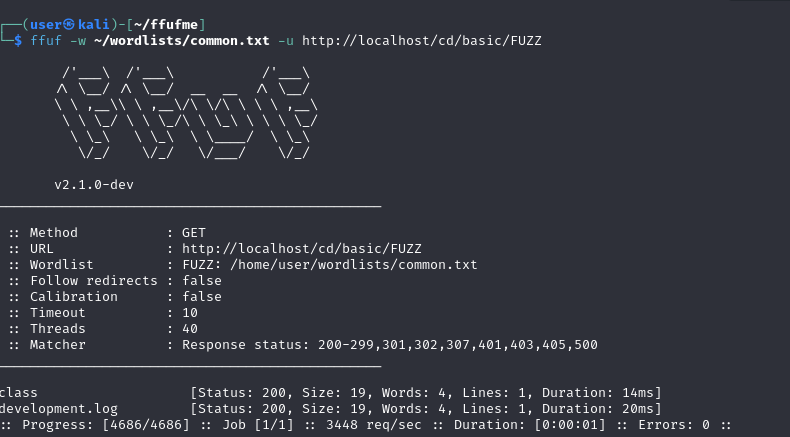 (user㉿kali)-[~/ffufme]
$ ffuf -w ~/wordlists/common.txt -u http://localhost/cd/basic/FUZZ
v2.1.0-dev
:: Method : GET
:: URL : http://localhost/cd/basic/FUZZ
:: Wordlist : FUZZ: /home/user/wordlists/common.txt
:: Follow redirects : false
:: Calibration : false
:: Timeout : 10
:: Threads : 40
:: Matcher : Response status: 200-299,301,302,307,401,403,405,500
class [Status: 200, Size: 19, Words: 4, Lines: 1, Duration: 14ms]
development.log [Status: 200, Size: 19, Words: 4, Lines: 1, Duration: 20ms]
:: Progress: [4686/4686] :: Job [1/1] :: 3448 req/sec :: Duration: [0:00:01] :: Errors: 0 ::